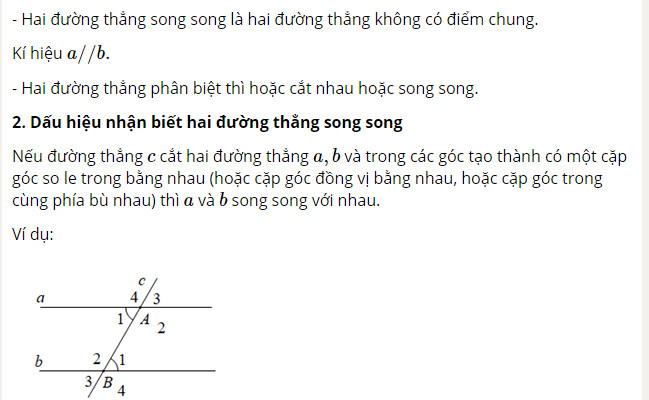 - Hai đường thẳng song song là hai đường thẳng không có điểm chung.
Kí hiệu a//b.
- Hai đường thẳng phân biệt thì hoặc cắt nhau hoặc song song.
2. Dấu hiệu nhận biết hai đường thẳng song song
Nếu đường thẳng c cắt hai đường thẳng a, b và trong các góc tạo thành có một cặp
góc so le trong bằng nhau (hoặc cặp góc đồng vị bằng nhau, hoặc cặp góc trong
cùng phía bù nhau) thì a và b song song với nhau.
Ví dụ:
c
a 4 3
1 A 2
b 2 1
3 B 4